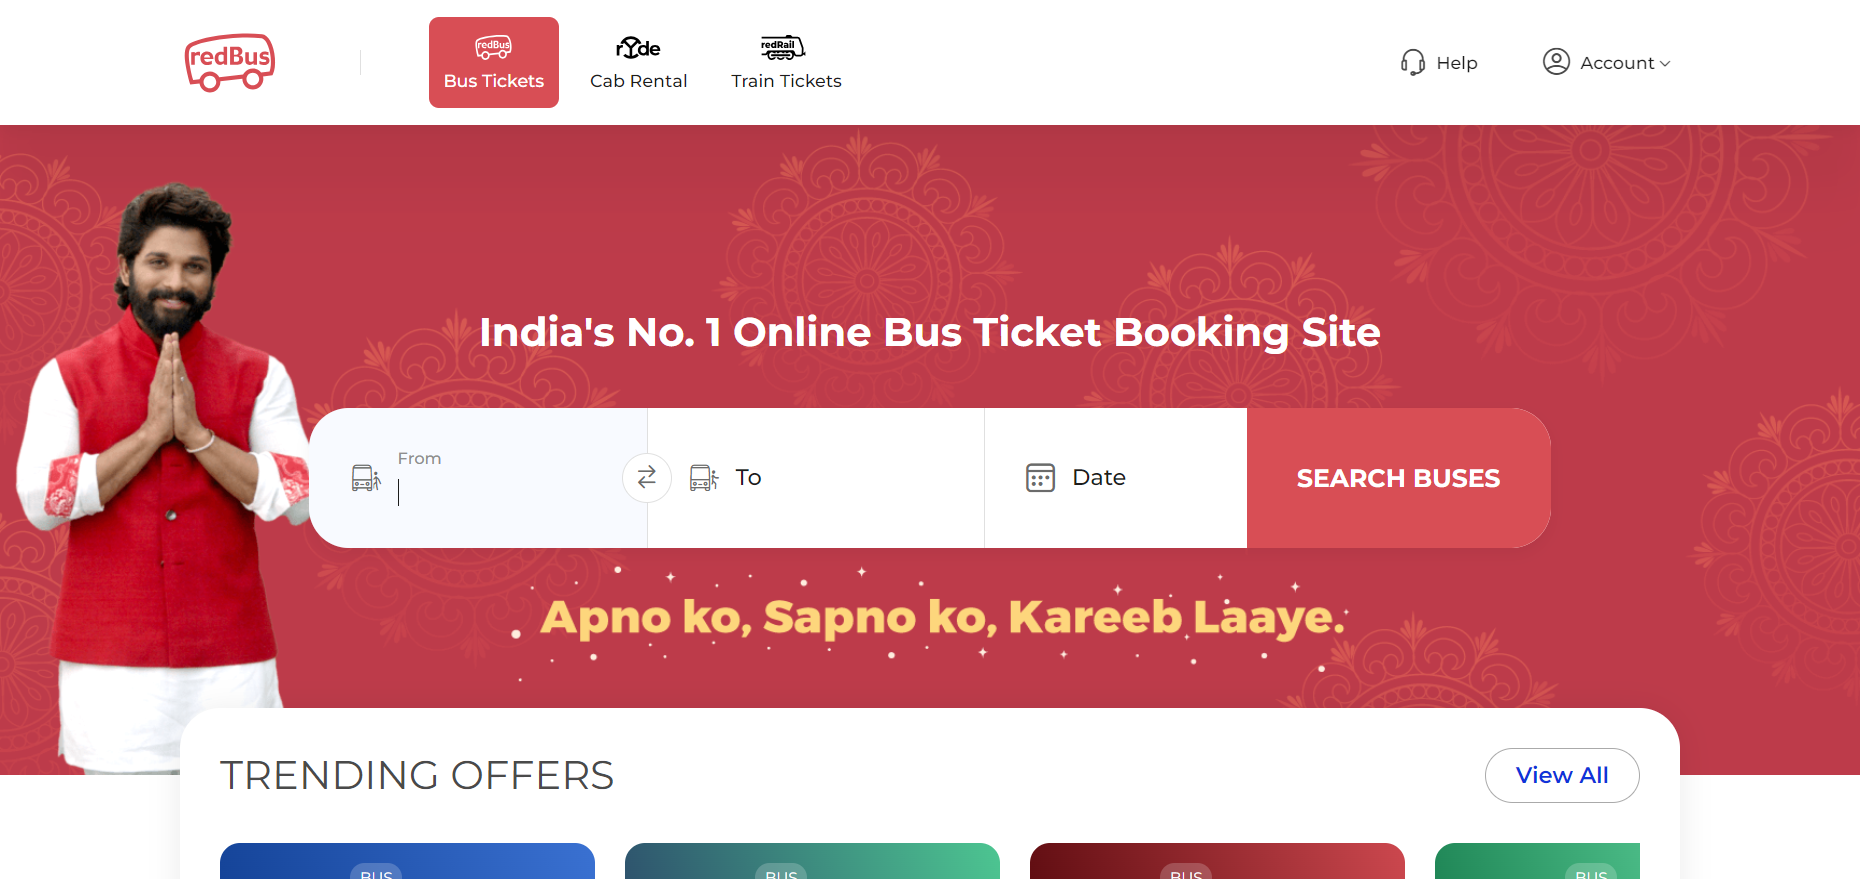 redBus
redBus
Bus Tickets
ryde
Cab Rental
redRail
Train Tickets
Help
Account
India's No. 1 Online Bus Ticket Booking Site
From
To
Date
SEARCH BUSES
Apno ko, Sapno ko, Kareeb Laaye.
TRENDING OFFERS
View All
BUS
BUS
BUS
BUS